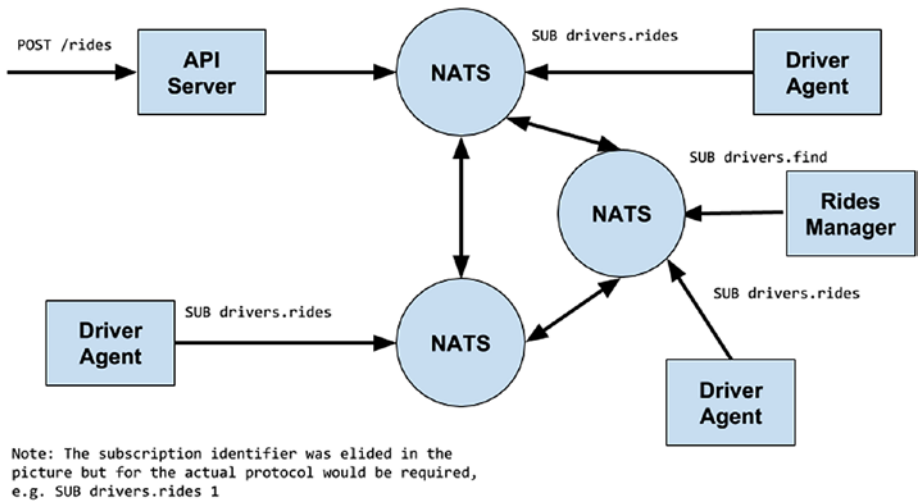 POST /rides
API
Server
NATS
SUB drivers.rides
Driver
Agent
SUB drivers.find
NATS
Rides
Manager
SUB drivers.rides
Driver
Agent
SUB drivers.rides
NATS
Driver
Agent
Note: The subscription identifier was elided in the
picture but for the actual protocol would be required,
e.g. SUB drivers.rides 1